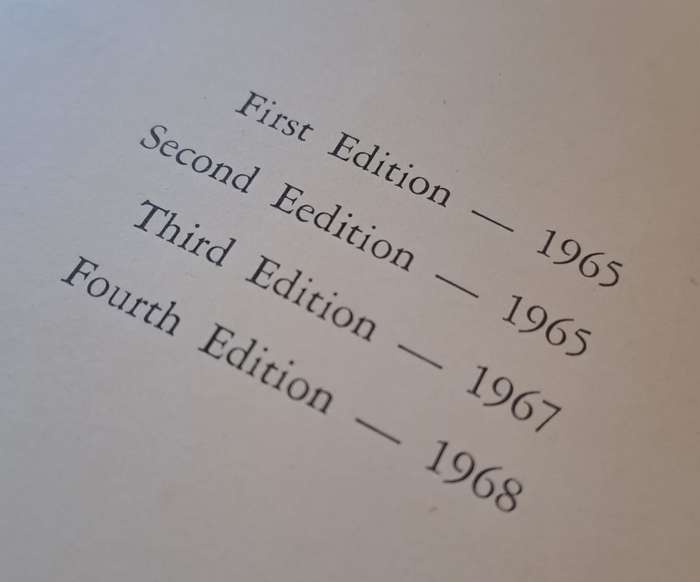 First Edition — 1965
Second Eedition — 1965
Third Edition — 1967
Fourth Edition — 1968